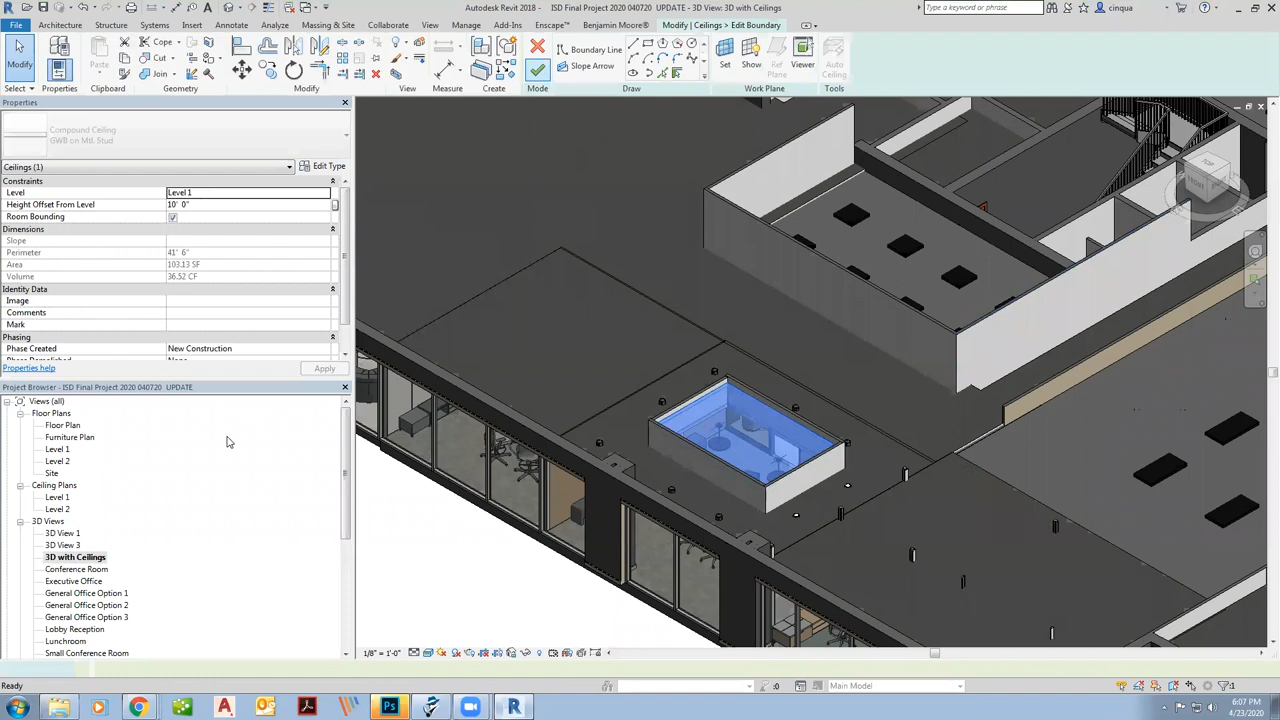 Autodesk Revit 2018 - ISD Final Project 2020 040720 UPDATE - 3D View: 3D with Ceilings
Type a keyword or phrase
cinqua
File Architecture Structure Systems Insert Annotate Analyze Massing & Site Collaborate View Manage Add-Ins Enscape™ Benjamin Moore® Modify | Ceilings > Edit Boundary
Modify
Properties
Paste
Cope
Cut
Join
Boundary Line
Slope Arrow
Set Show Ref Plane Viewer Auto Ceiling
Select Properties Clipboard Geometry Modify View Measure Create Mode Draw Work Plane Tools
Properties
Compound Ceiling
GWB on Mtl. Stud
Ceilings (1) Edit Type
Constraints
Level Level 1
Height Offset From Level 10' 0"
Room Bounding
Dimensions
Slope
Perimeter 41' 6"
Area 103.13 SF
Volume 36.52 CF
Identity Data
Image
Comments
Mark
Phasing
Phase Created New Construction
Phase Demolished None
Properties help Apply
Project Browser - ISD Final Project 2020 040720 UPDATE
Views (all)
Floor Plans
Floor Plan
Furniture Plan
Level 1
Level 2
Site
Ceiling Plans
Level 1
Level 2
3D Views
3D View 1
3D View 3
3D with Ceilings
Conference Room
Executive Office
General Office Option 1
General Office Option 2
General Office Option 3
Lobby Reception
Lunchroom
Small Conference Room
TOP
FRONT
1/8" = 1'-0"
Ready
:0
Main Model
:1
6:07 PM
4/23/2020